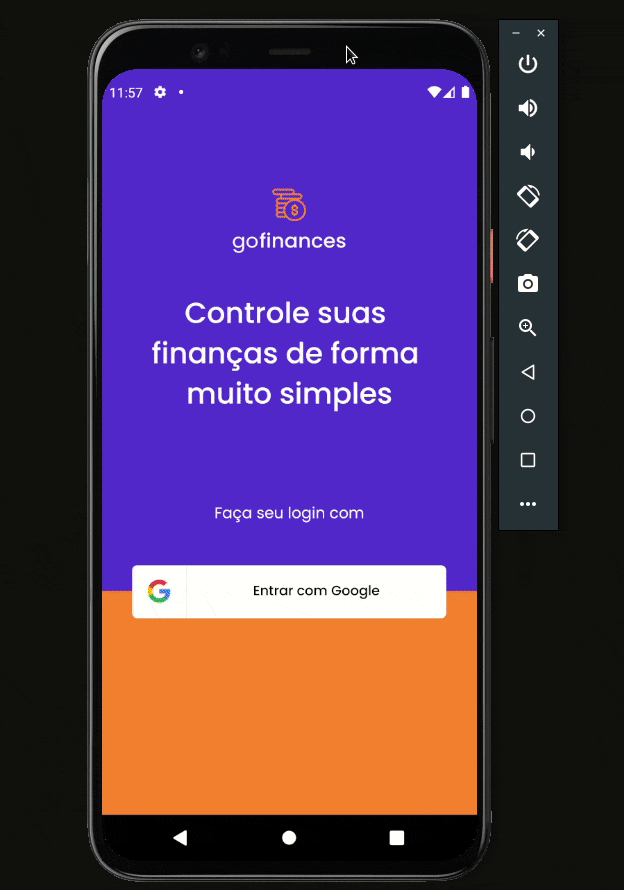 11:57
gofinances
Controle suas
finanças de forma
muito simples
Faça seu login com
Entrar com Google